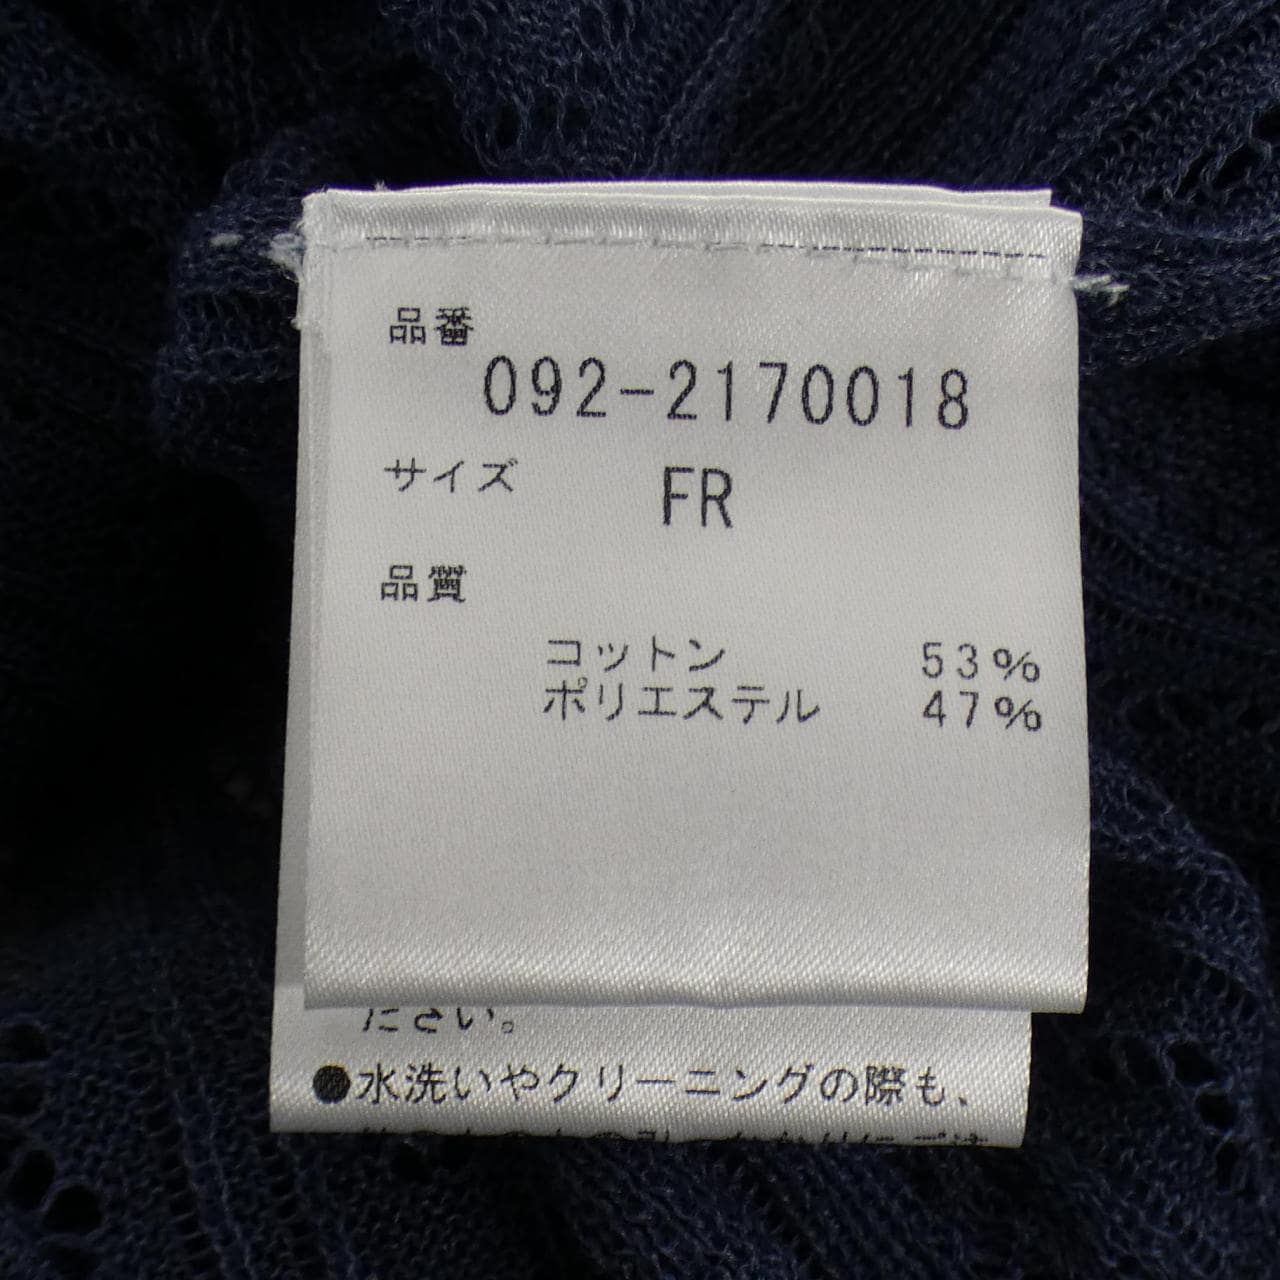 品番
092-2170018
サイズ FR
品質
コットン 53%
ポリエステル 47%
ださい。
●水洗いやクリーニングの際も、